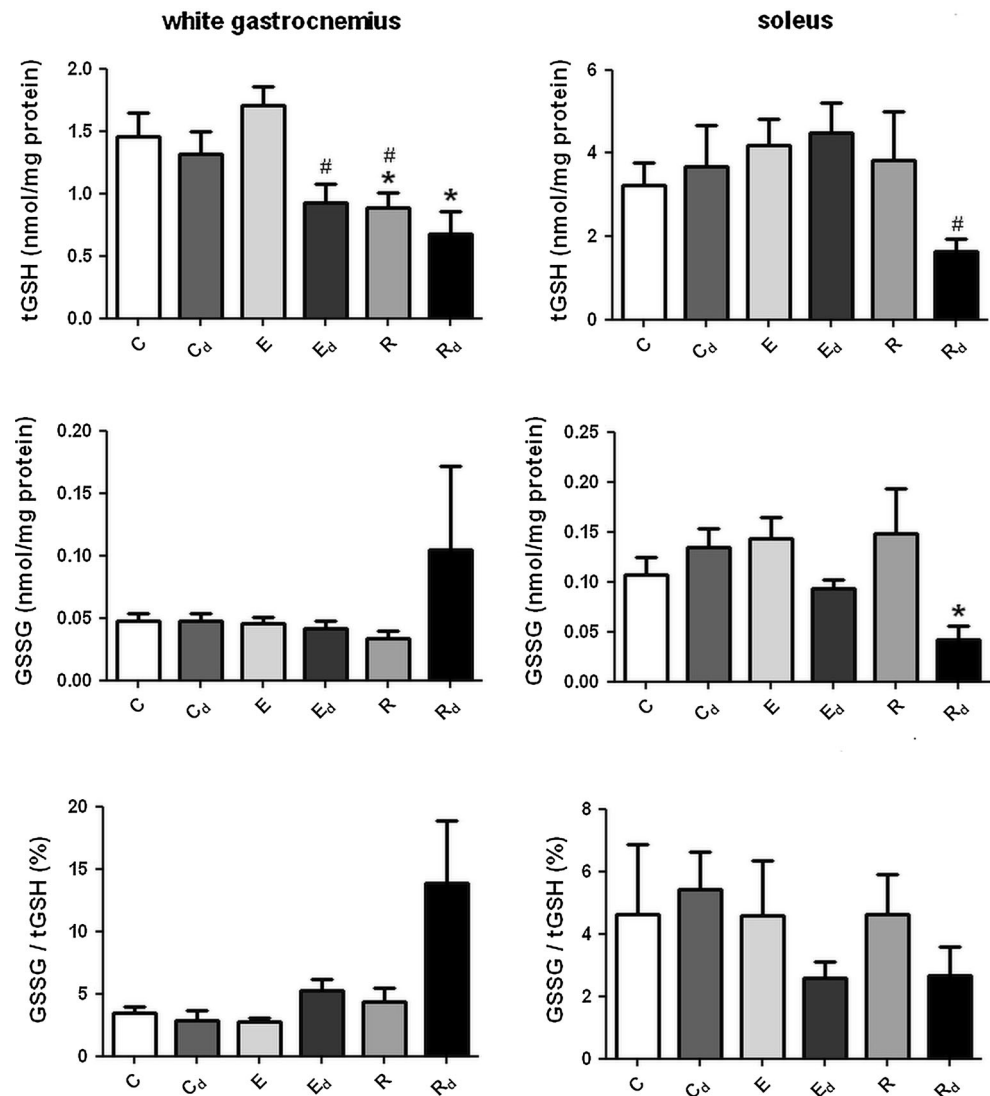 white gastrocnemius
soleus
tGSH (nmol/mg protein)
2.0
1.5
1.0
0.5
0.0
#
#
*
*
C
Cd
E
Ed
R
Rd
tGSH (nmol/mg protein)
6
4
2
0
#
C
Cd
E
Ed
R
Rd
GSSG (nmol/mg protein)
0.20
0.15
0.10
0.05
0.00
C
Cd
E
Ed
R
Rd
GSSG (nmol/mg protein)
0.25
0.20
0.15
0.10
0.05
0.00
*
C
Cd
E
Ed
R
Rd
GSSG / tGSH (%)
20
15
10
5
0
C
Cd
E
Ed
R
Rd
GSSG / tGSH (%)
8
6
4
2
0
C
Cd
E
Ed
R
Rd